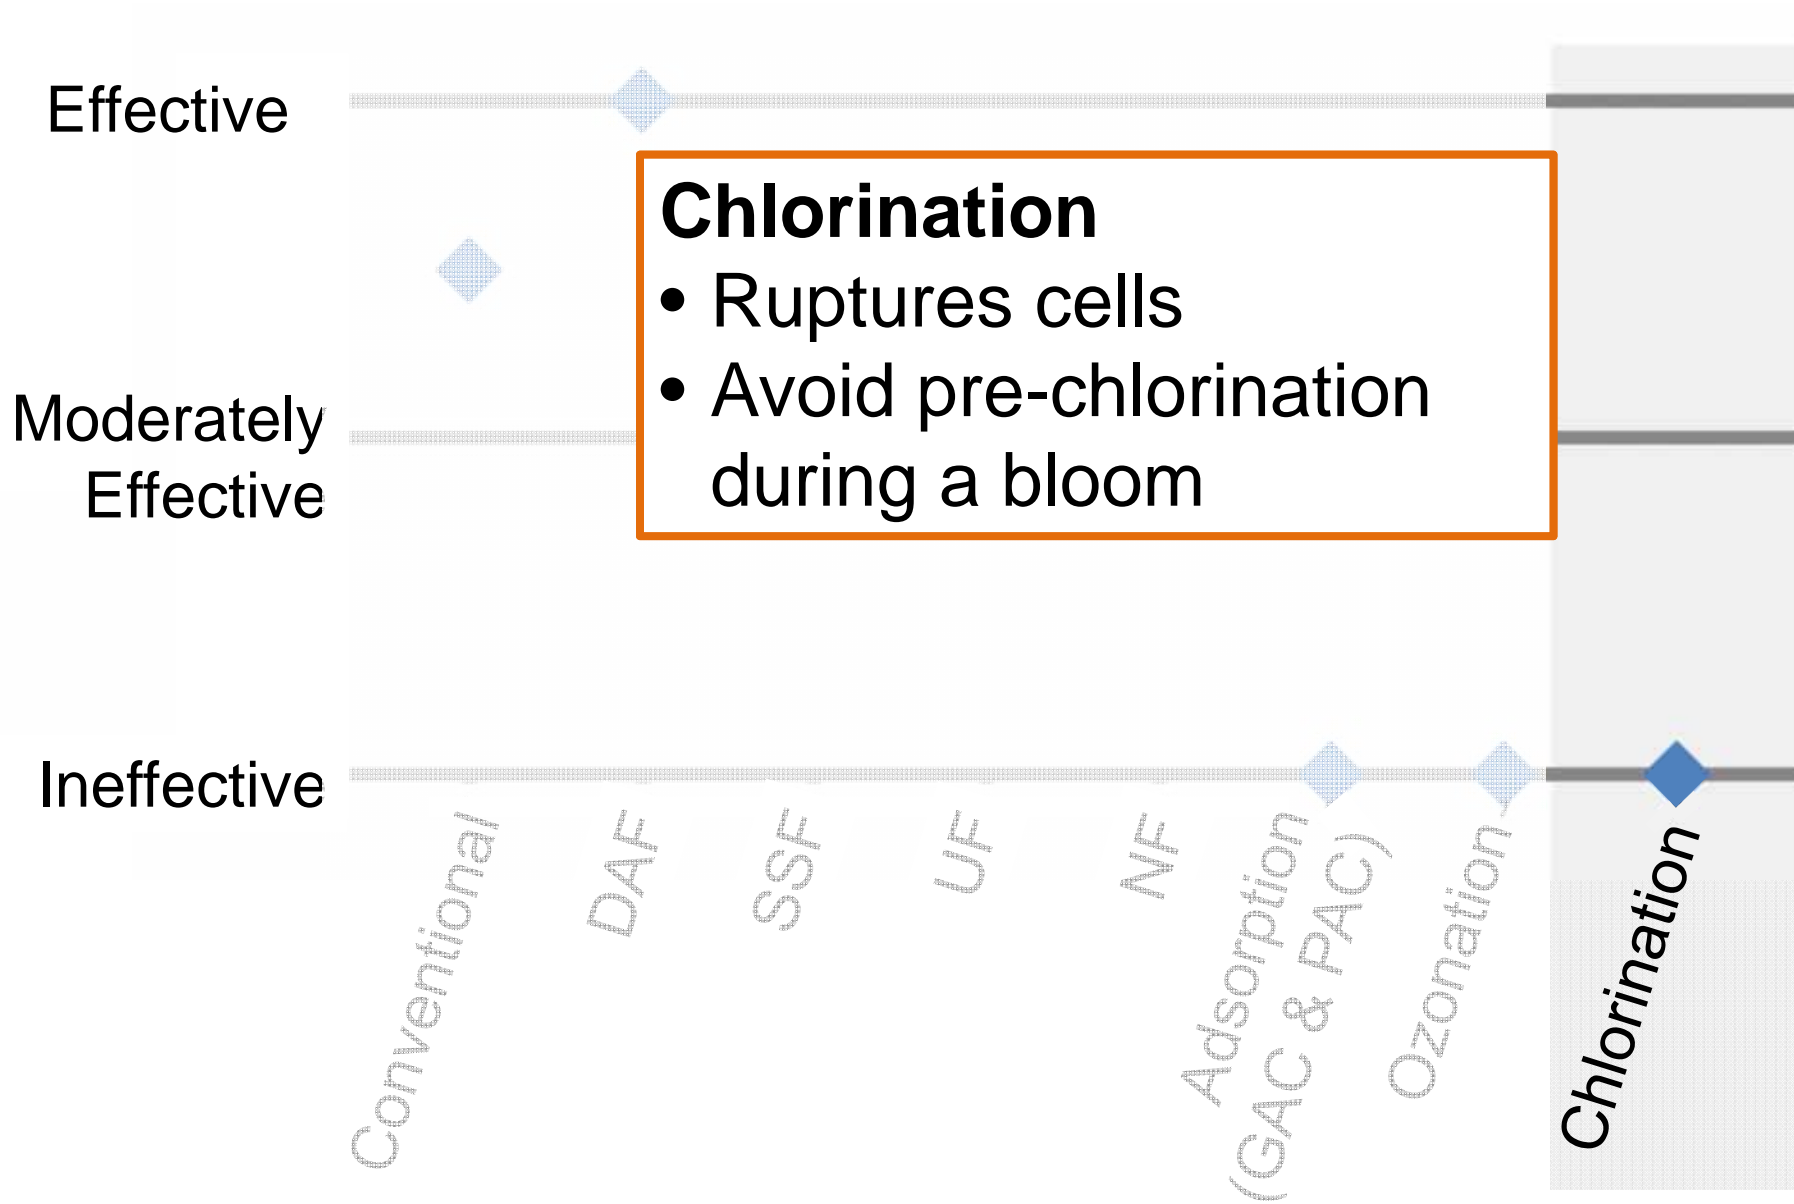 Effective
Chlorination
• Ruptures cells
• Avoid pre-chlorination
during a bloom
Moderately
Effective
Ineffective
Conventional
DAF
SSF
UF
NF
Adsorption
(GAC & PAC)
Ozonation
Chlorination